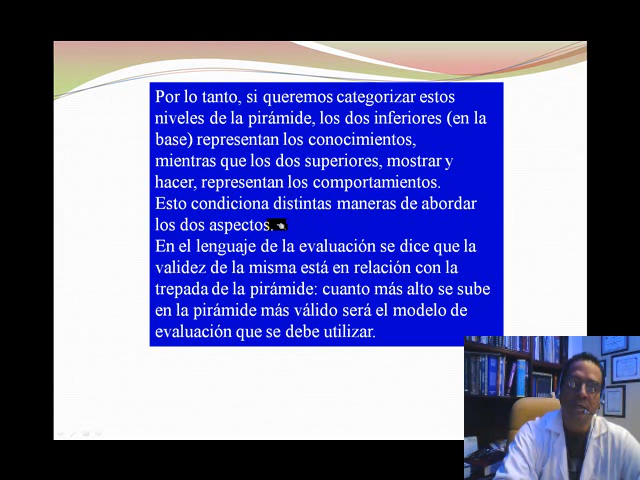 Por lo tanto, si queremos categorizar estos
niveles de la pirámide, los dos inferiores (en la
base) representan los conocimientos,
mientras que los dos superiores, mostrar y
hacer, representan los comportamientos.
Esto condiciona distintas maneras de abordar
los dos aspectos.
En el lenguaje de la evaluación se dice que la
validez de la misma está en relación con la
trepada de la pirámide: cuanto más alto se sube
en la pirámide más válido será el modelo de
evaluación que se debe utilizar.